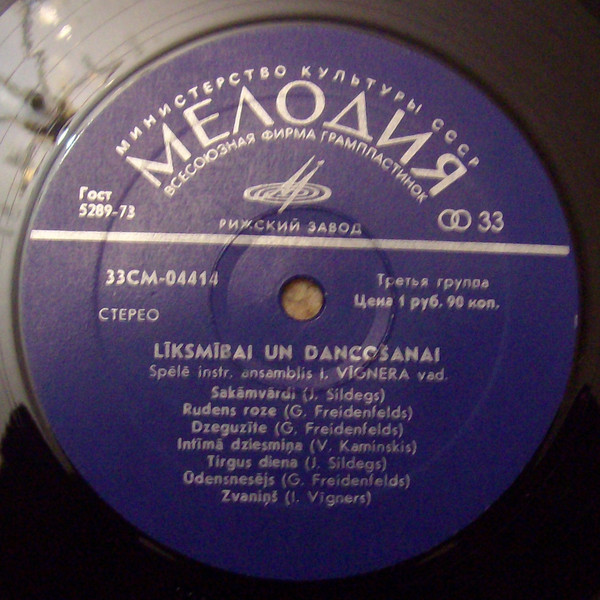 МИНИСТЕРСТВО КУЛЬТУРЫ СССР
МЕЛОДИЯ
ВСЕСОЮЗНАЯ ФИРМА ГРАМПЛАСТИНОК
Гост
5289-73
33
РИЖСКИЙ ЗАВОД
33СМ-04414
Третья группа
Цена 1 руб. 90 коп.
СТЕРЕО
LĪKSMĪBAI UN DANCOŠANAI
Spēlē instr. ansamblis I. VĪGNERA vad.
Sakāmvārdi (J. Sildegs)
Rudens roze (G. Freidenfelds)
Dzeguzīte (G. Freidenfelds)
Intīmā dziesmiņa (V. Kaminskis)
Tirgus diena (J. Sildegs)
Ūdensnesējs (G. Freidenfelds)
Zvaniņš (I. Vīgners)